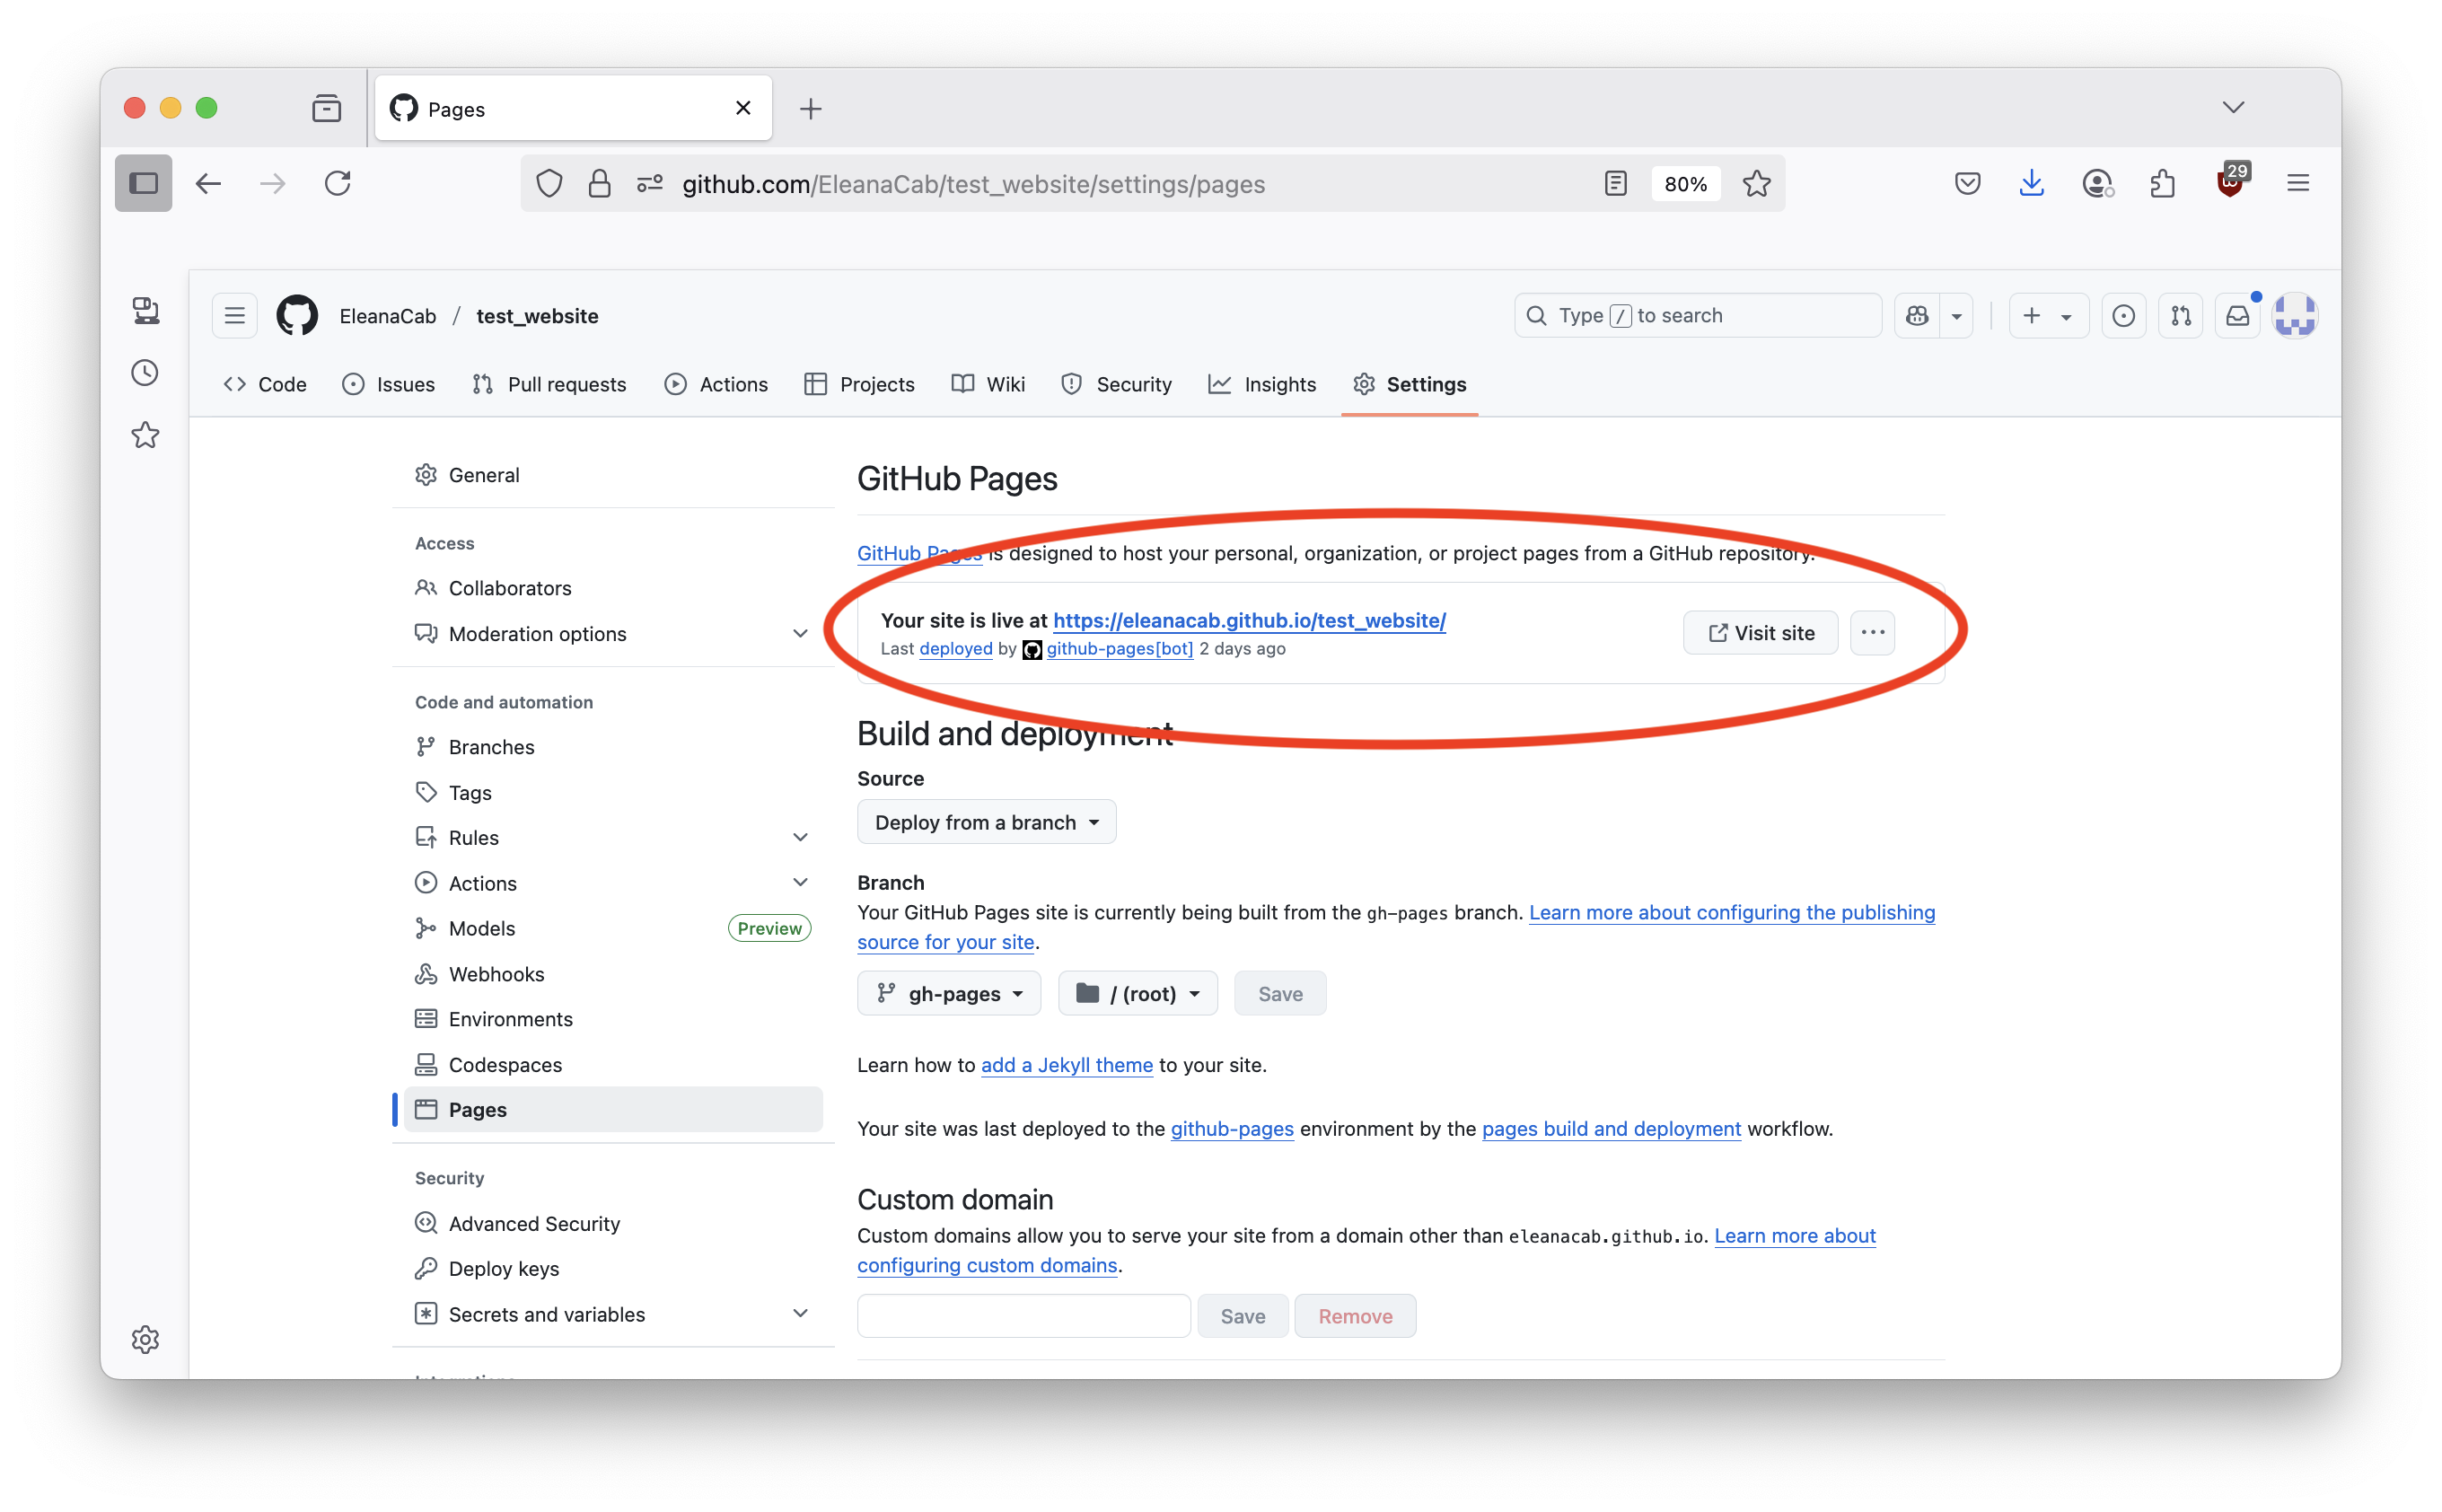 Pages
github.com/EleanaCab/test_website/settings/pages
80%
29
EleanaCab / test_website
Type / to search
Code
Issues
Pull requests
Actions
Projects
Wiki
Security
Insights
Settings
General
Access
Collaborators
Moderation options
Code and automation
Branches
Tags
Rules
Actions
Models
Preview
Webhooks
Environments
Codespaces
Pages
Security
Advanced Security
Deploy keys
Secrets and variables
GitHub Pages
GitHub Pages is designed to host your personal, organization, or project pages from a GitHub repository.
Your site is live at https://eleanacab.github.io/test_website/
Last deployed by github-pages[bot] 2 days ago
Visit site
Build and deployment
Source
Deploy from a branch
Branch
Your GitHub Pages site is currently being built from the gh-pages branch. Learn more about configuring the publishing
source for your site.
gh-pages
/ (root)
Save
Learn how to add a Jekyll theme to your site.
Your site was last deployed to the github-pages environment by the pages build and deployment workflow.
Custom domain
Custom domains allow you to serve your site from a domain other than eleanacab.github.io. Learn more about
configuring custom domains.
Save
Remove